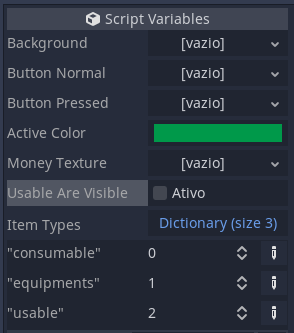 Script Variables
Background [vazio]
Button Normal [vazio]
Button Pressed [vazio]
Active Color
Money Texture [vazio]
Usable Are Visible Ativo
Item Types Dictionary (size 3)
"consumable" 0
"equipments" 1
"usable" 2